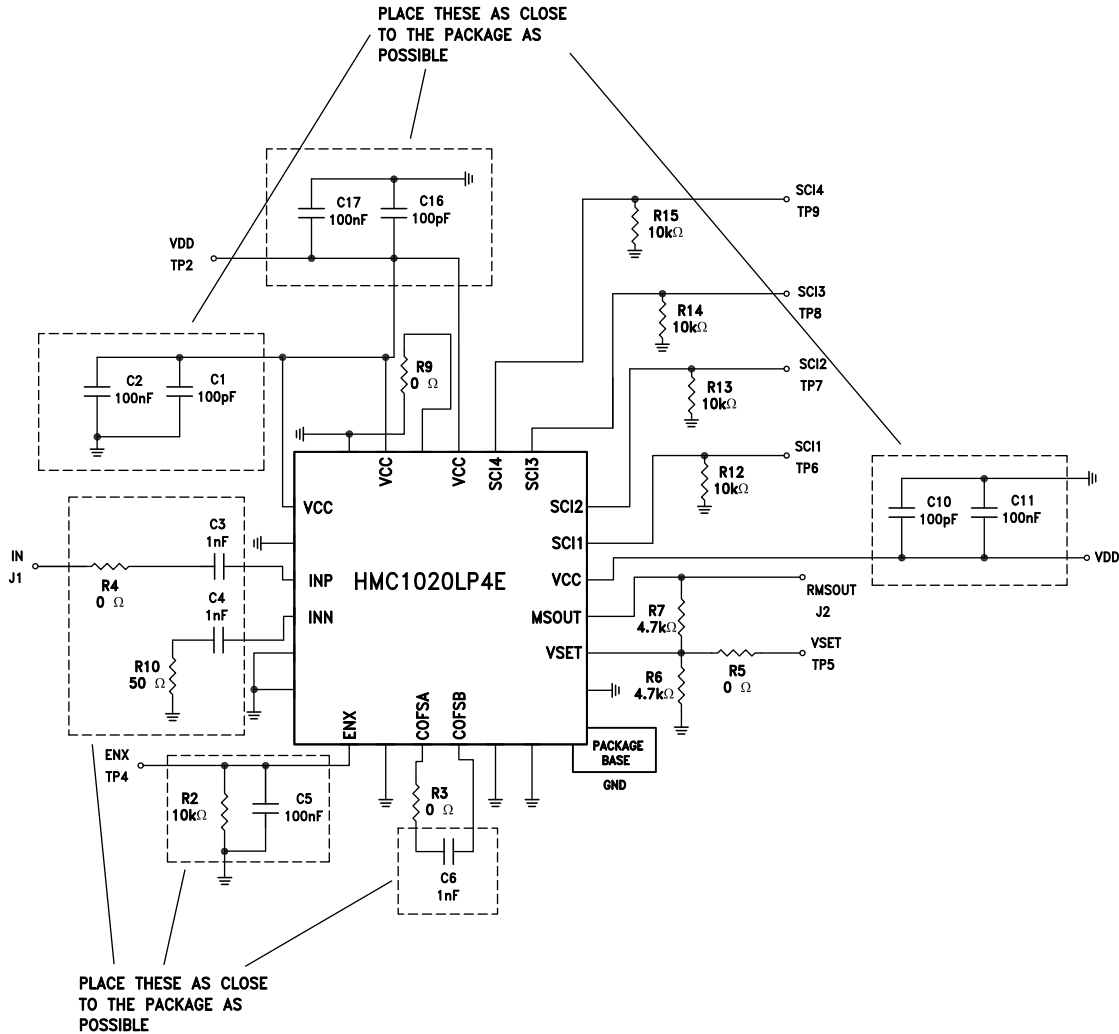 PLACE THESE AS CLOSE
TO THE PACKAGE AS
POSSIBLE
C17
100nF
C16
100pF
VDD
TP2
SCI4
TP9
R15
10kΩ
SCI3
TP8
R14
10kΩ
C2
100nF
C1
100pF
R9
0 Ω
SCI2
TP7
R13
10kΩ
SCI1
TP6
R12
10kΩ
VCC
VCC
SCI4
SCI3
C10
100pF
C11
100nF
VCC
SCI2
SCI1
VCC
MSOUT
VSET
INP
INN
HMC1020LP4E
C3
1nF
IN
J1
R4
0 Ω
C4
1nF
R10
50 Ω
VDD
RMSOUT
J2
R7
4.7kΩ
VSET
TP5
R6
4.7kΩ
R5
0 Ω
ENX
COFSA
COFSB
PACKAGE
BASE
GND
ENX
TP4
R2
10kΩ
C5
100nF
R3
0 Ω
C6
1nF
PLACE THESE AS CLOSE
TO THE PACKAGE AS
POSSIBLE